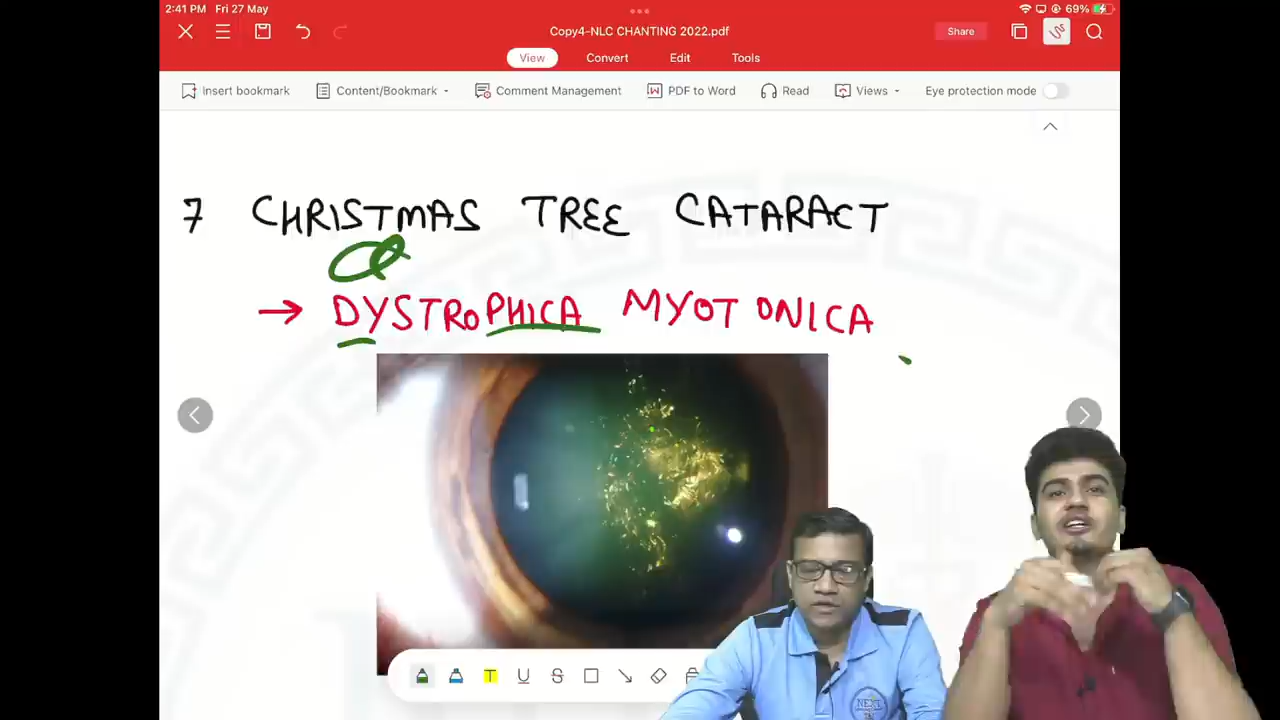 2:41 PM Fri 27 May 69%
Copy4-NLC CHANTING 2022.pdf
Share
View Convert Edit Tools
Insert bookmark Content/Bookmark Comment Management PDF to Word Read Views Eye protection mode
7 CHRISTMAS TREE CATARACT
→ DYSTROPHICA MYOTONICA
T U S
NEXT